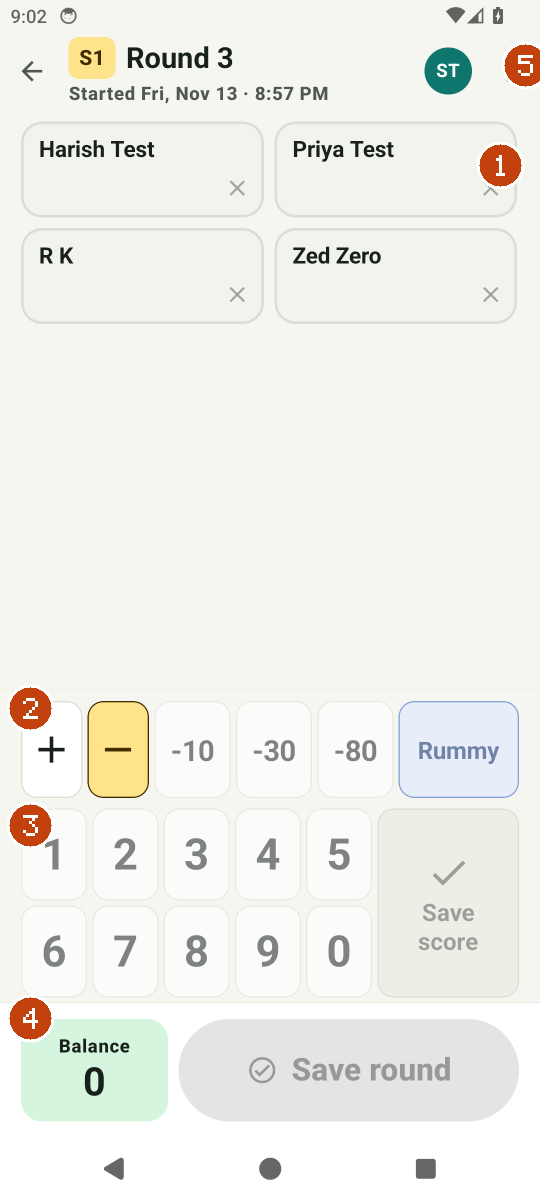 9:02
S1 Round 3
Started Fri, Nov 13 · 8:57 PM
ST
5
Harish Test
Priya Test
1
R K
Zed Zero
2
+ − -10 -30 -80 Rummy
3
1 2 3 4 5
Save
score
6 7 8 9 0
4
Balance
0
Save round